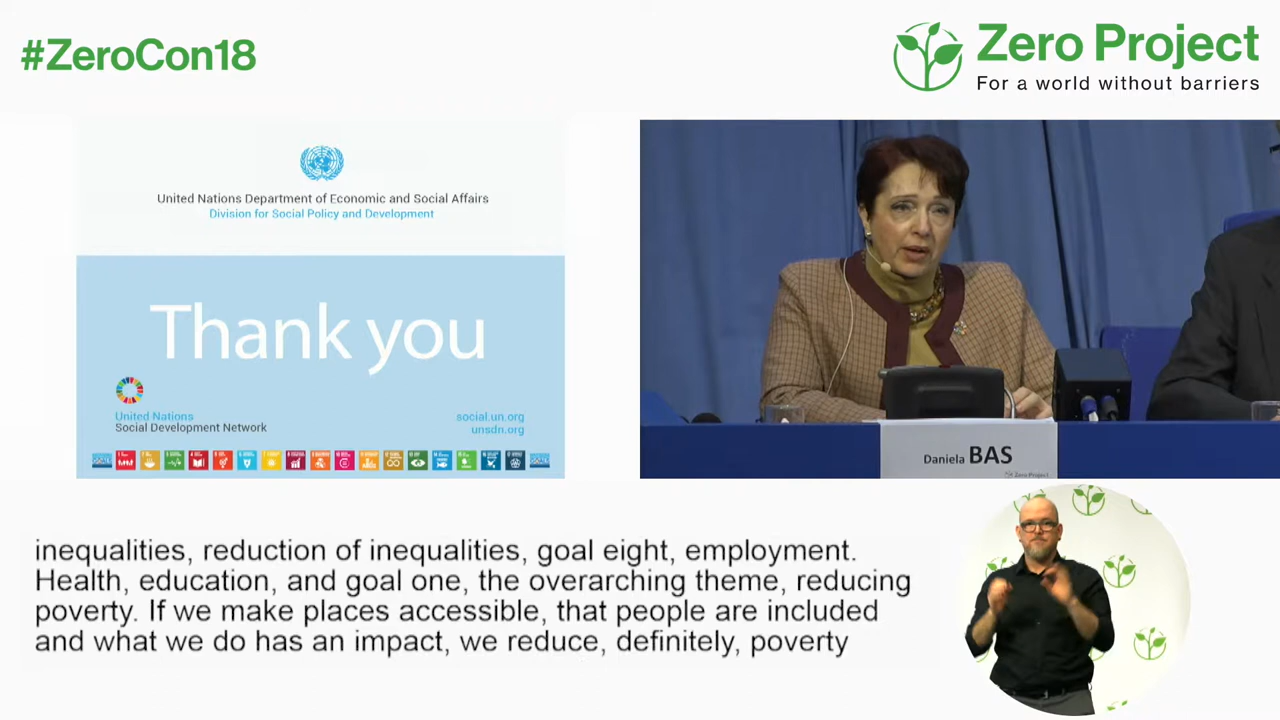 #ZeroCon18
Zero Project
For a world without barriers
United Nations Department of Economic and Social Affairs
Division for Social Policy and Development
Thank you
United Nations
Social Development Network
social.un.org
unsdn.org
Daniela BAS
Zero Project
inequalities, reduction of inequalities, goal eight, employment.
Health, education, and goal one, the overarching theme, reducing
poverty. If we make places accessible, that people are included
and what we do has an impact, we reduce, definitely, poverty